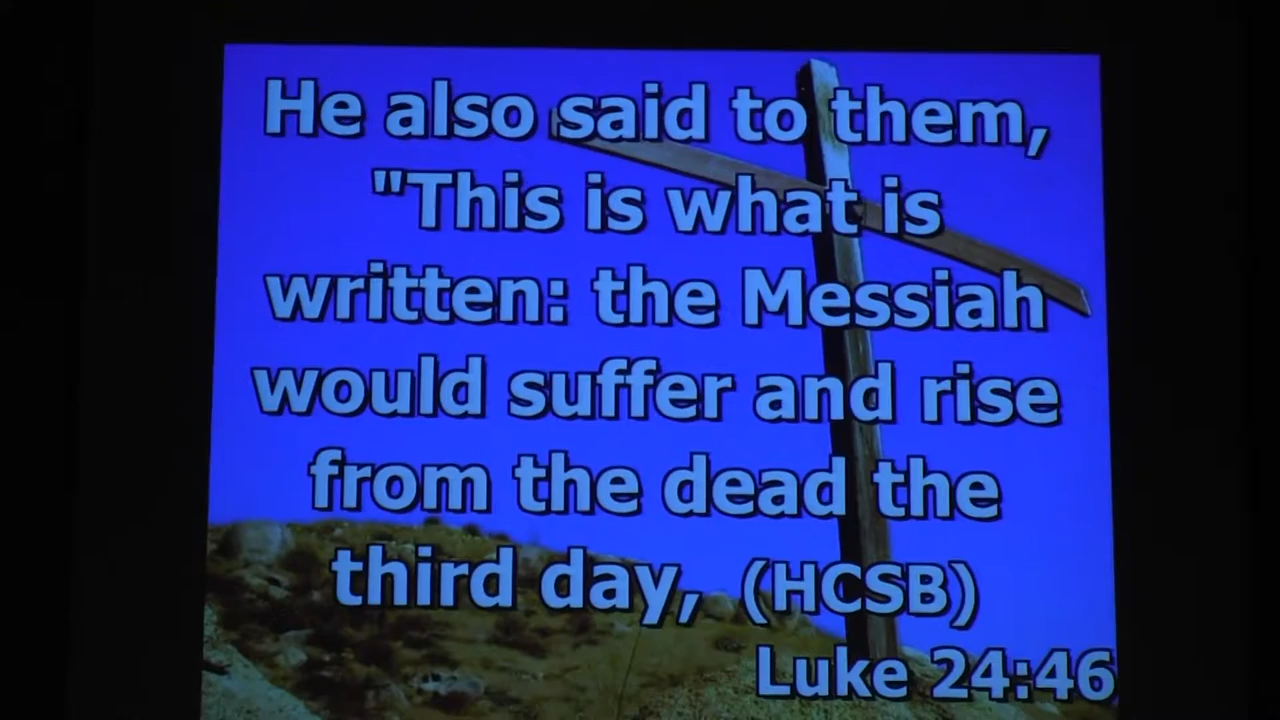 He also said to them,
"This is what is
written: the Messiah
would suffer and rise
from the dead the
third day, (HCSB)
Luke 24:46